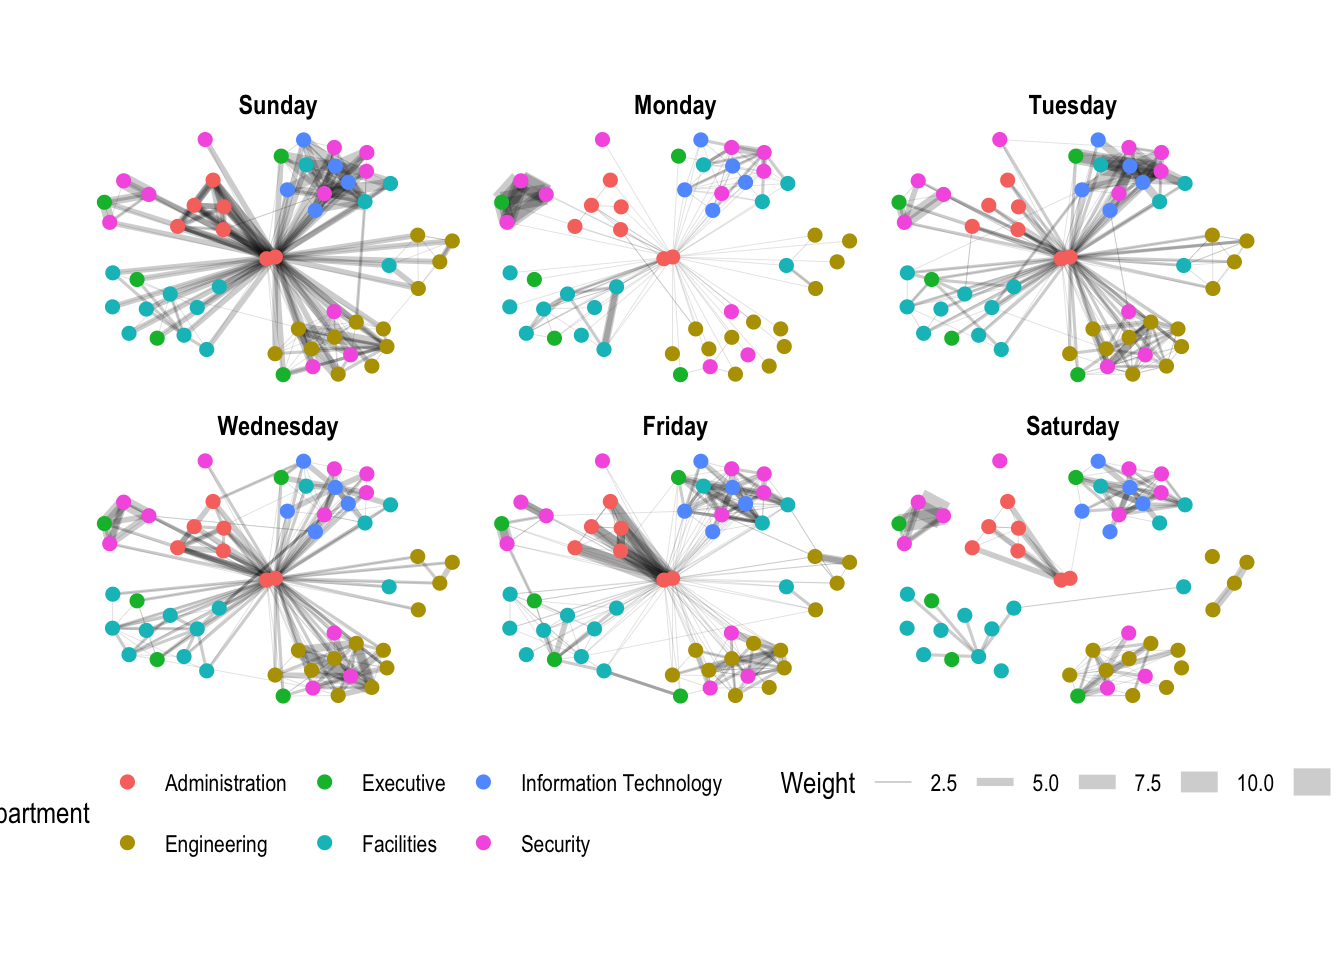 Sunday
Monday
Tuesday
Wednesday
Friday
Saturday
partment
Administration
Executive
Information Technology
Engineering
Facilities
Security
Weight
2.5
5.0
7.5
10.0